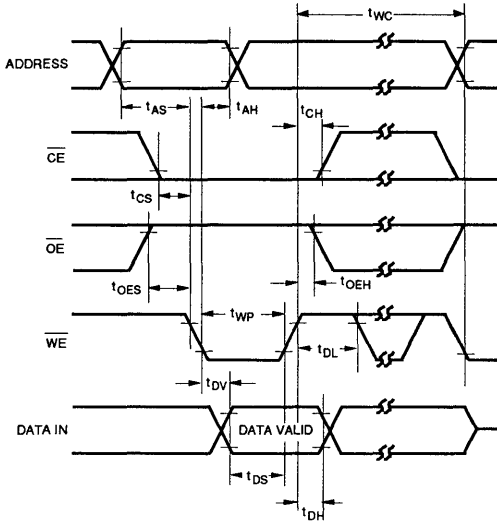 tWC
ADDRESS
tAS
tAH
tCH
CE
tCS
OE
tOES
tOEH
tWP
WE
tDL
tDV
DATA IN
DATA VALID
tDS
tDH